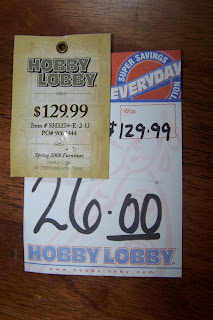 HOBBY LOBBY
$129.99
Item # SH3224-E-2-U
Spring 2008 Furniture
SUPER SAVINGS
EVERYDAY
Was
$129.99
26.00
HOBBY LOBBY
www.hobbylobby.com